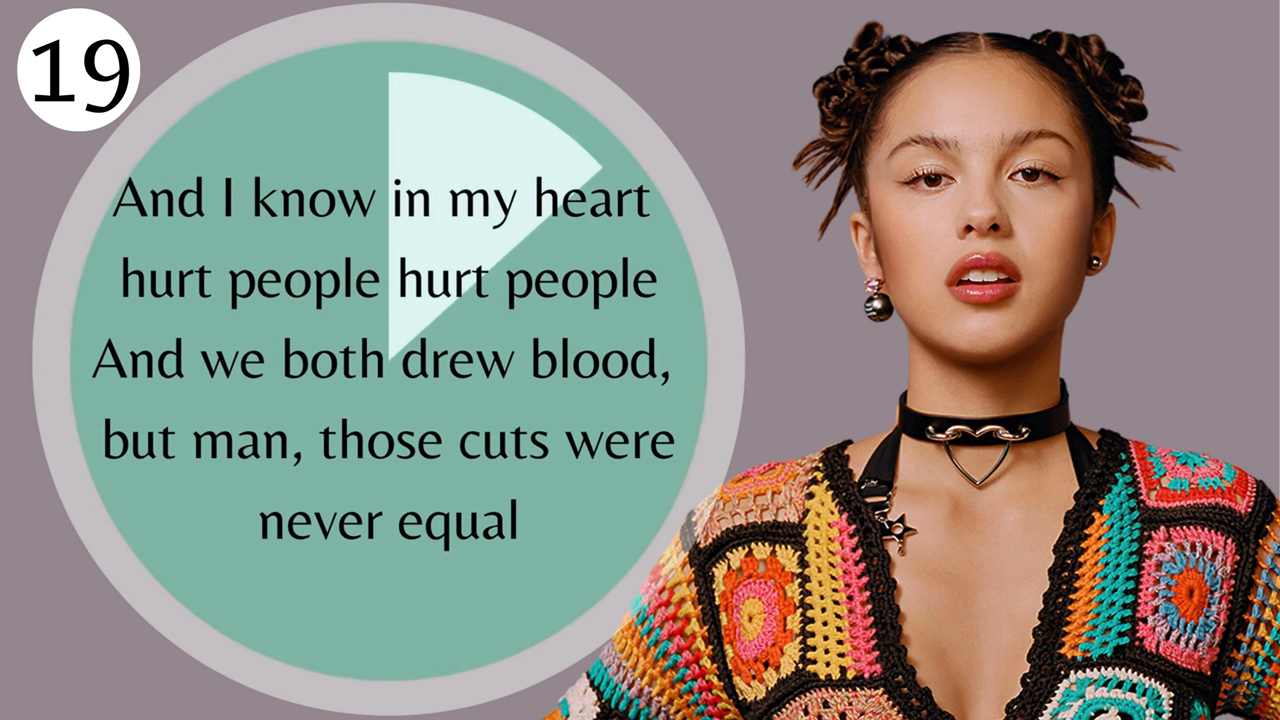 19
And I know in my heart
hurt people hurt people
And we both drew blood,
but man, those cuts were
never equal